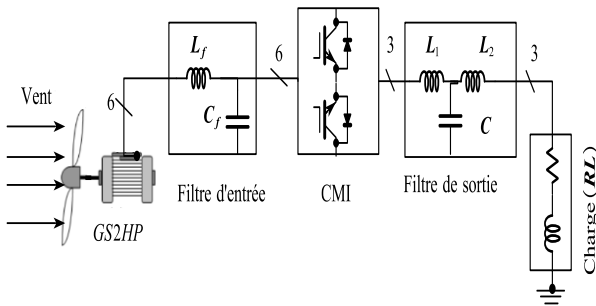 Vent
6
GS2HP
L_f
C_f
Filtre d'entrée
6
CMI
3
L_1
L_2
C
Filtre de sortie
3
Charge (RL)